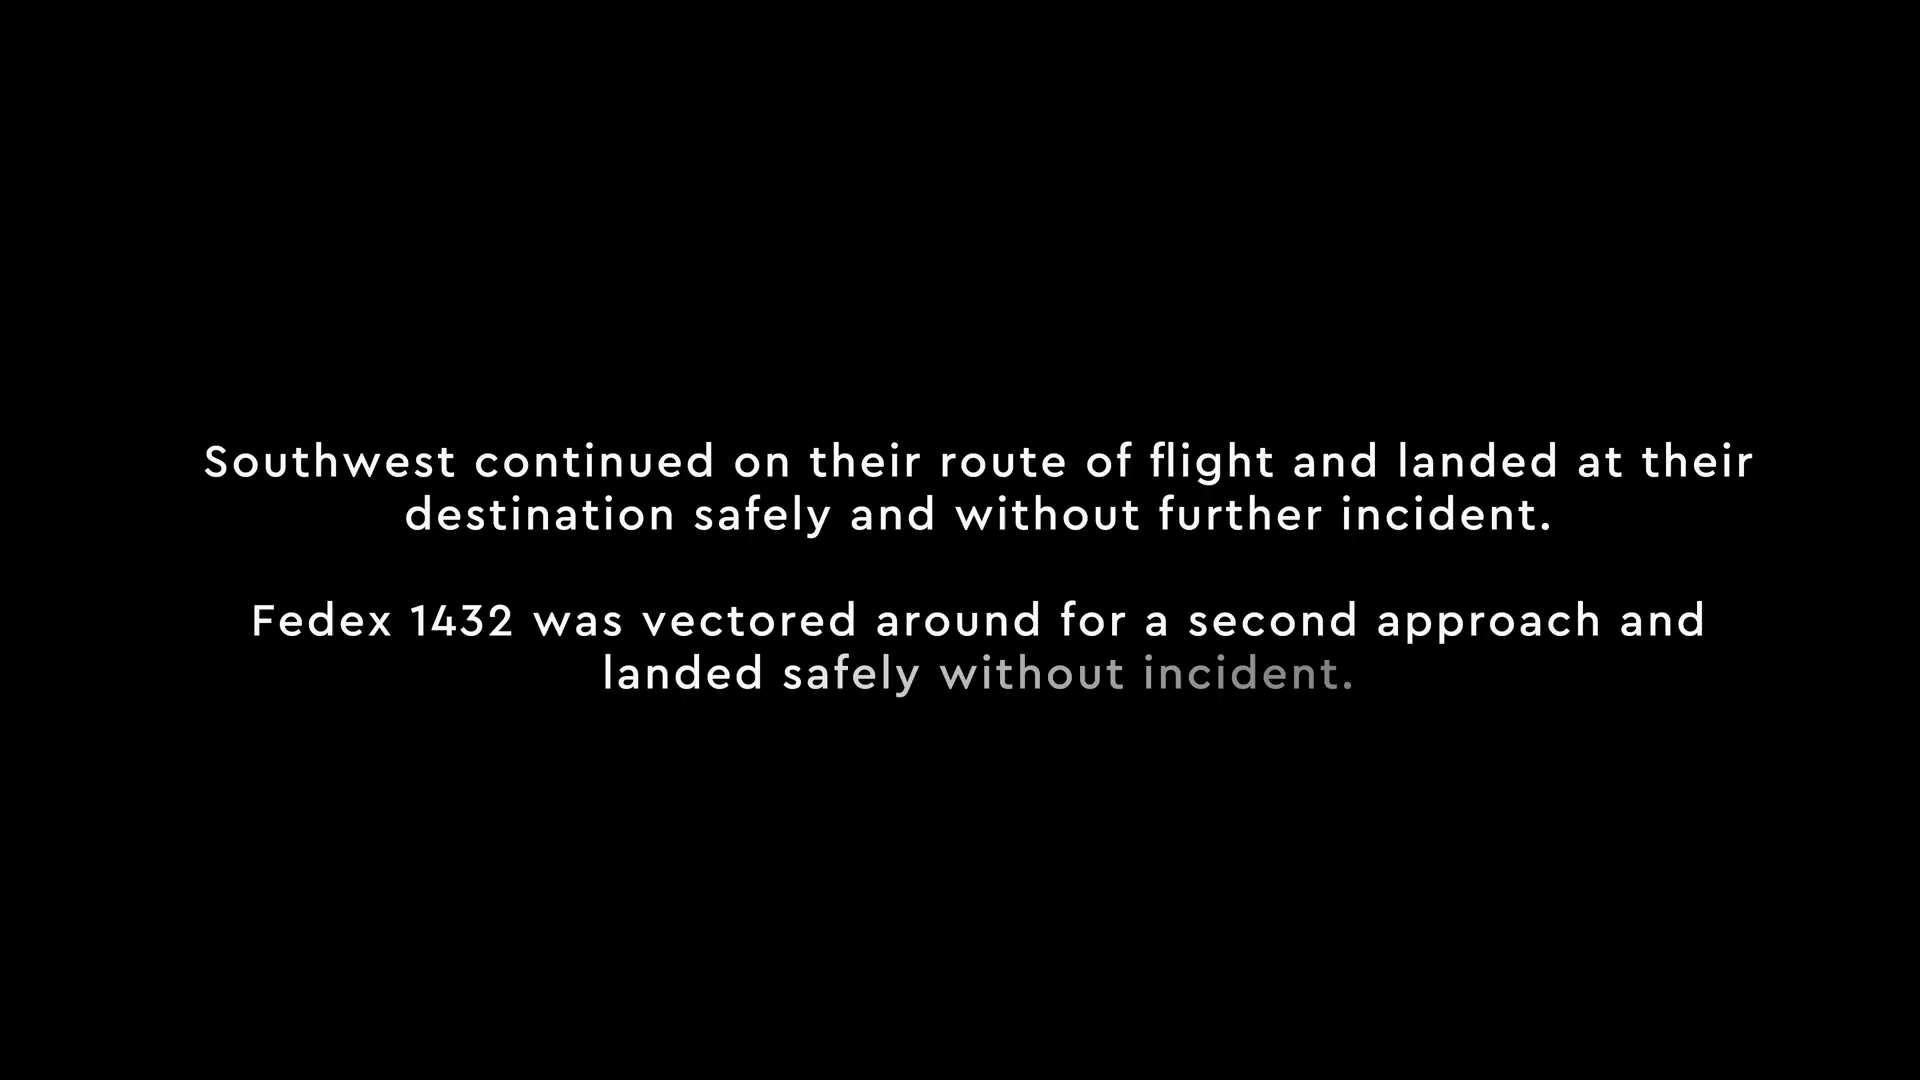 Southwest continued on their route of flight and landed at their
destination safely and without further incident.
Fedex 1432 was vectored around for a second approach and
landed safely without incident.